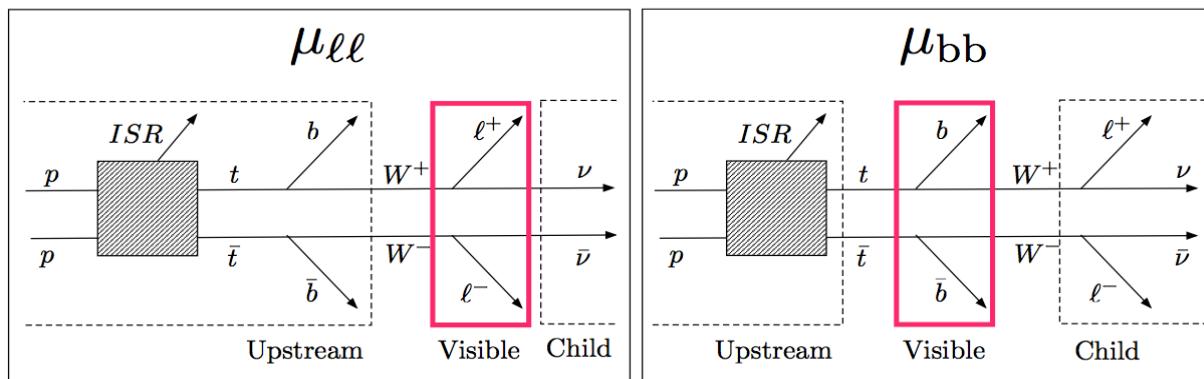 μℓℓ
ISR b ℓ⁺
p t W⁺ ν
p t̄ W⁻ ν̄
b̄ ℓ⁻
Upstream Visible Child
μbb
ISR b ℓ⁺
p t W⁺ ν
p t̄ W⁻ ν̄
b̄ ℓ⁻
Upstream Visible Child